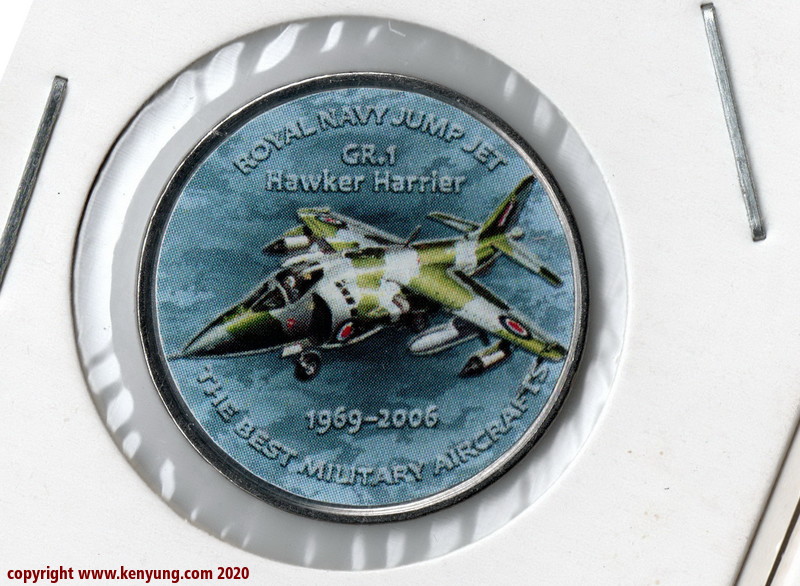 ROYAL NAVY JUMP JET
GR.1
Hawker Harrier
1969-2006
THE BEST MILITARY AIRCRAFTS
copyright www.kenyung.com 2020